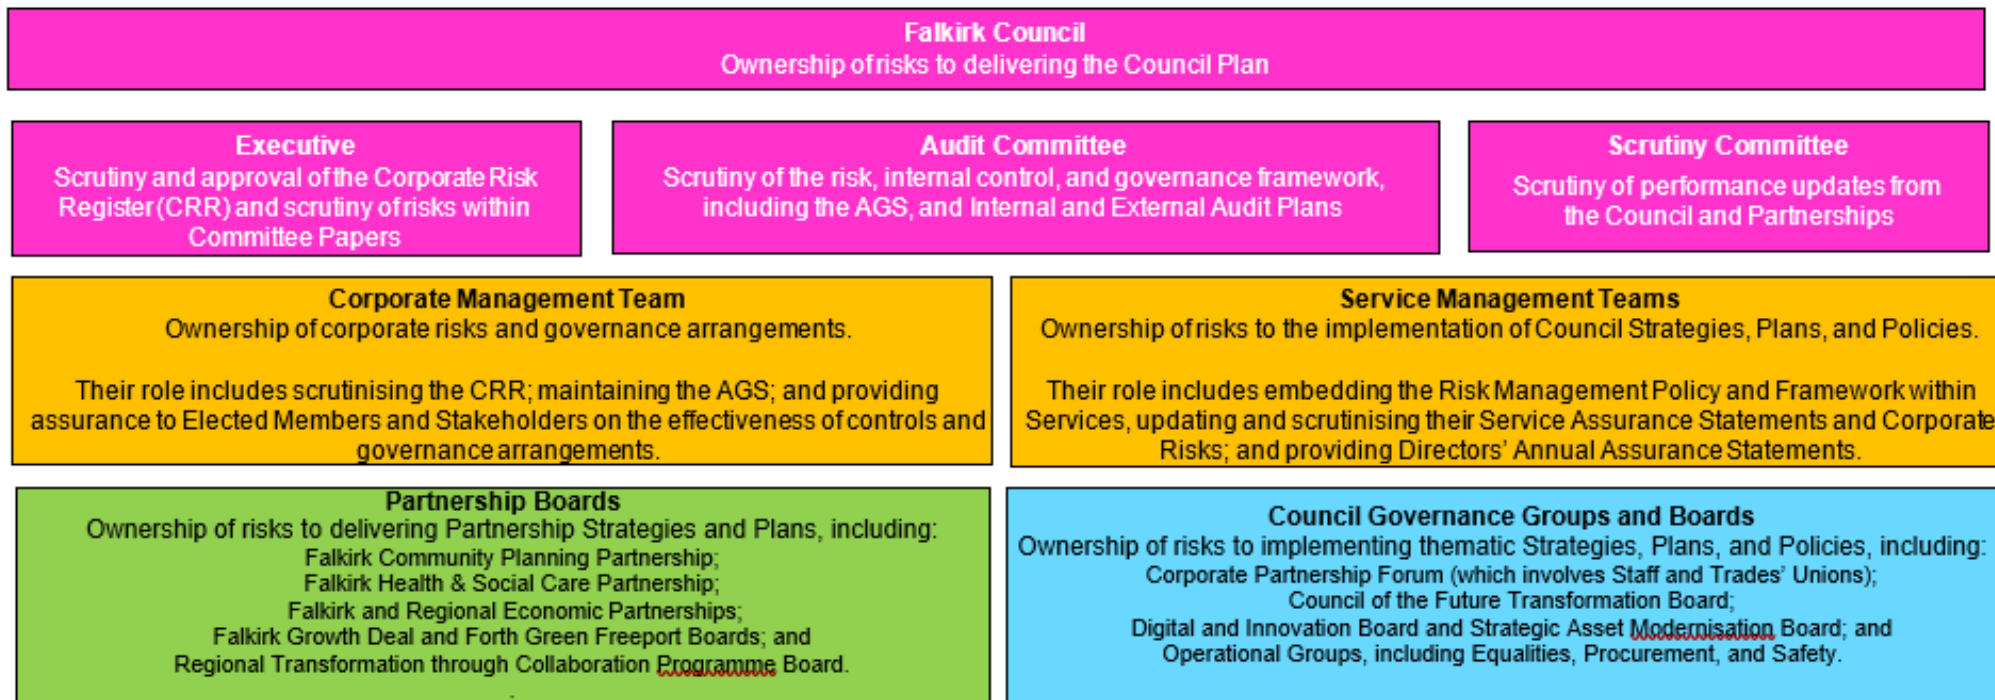 Falkirk Council
Ownership of risks to delivering the Council Plan
Executive
Scrutiny and approval of the Corporate Risk
Register (CRR) and scrutiny of risks within
Committee Papers
Audit Committee
Scrutiny of the risk, internal control, and governance framework,
including the AGS, and Internal and External Audit Plans
Scrutiny Committee
Scrutiny of performance updates from
the Council and Partnerships
Corporate Management Team
Ownership of corporate risks and governance arrangements.
Their role includes scrutinising the CRR; maintaining the AGS; and providing
assurance to Elected Members and Stakeholders on the effectiveness of controls and
governance arrangements.
Service Management Teams
Ownership of risks to the implementation of Council Strategies, Plans, and Policies.
Their role includes embedding the Risk Management Policy and Framework within
Services, updating and scrutinising their Service Assurance Statements and Corporate
Risks; and providing Directors' Annual Assurance Statements.
Partnership Boards
Ownership of risks to delivering Partnership Strategies and Plans, including:
Falkirk Community Planning Partnership;
Falkirk Health & Social Care Partnership;
Falkirk and Regional Economic Partnerships;
Falkirk Growth Deal and Forth Green Freeport Boards; and
Regional Transformation through Collaboration Programme Board.
.
Council Governance Groups and Boards
Ownership of risks to implementing thematic Strategies, Plans, and Policies, including:
Corporate Partnership Forum (which involves Staff and Trades' Unions);
Council of the Future Transformation Board;
Digital and Innovation Board and Strategic Asset Modernisation Board; and
Operational Groups, including Equalities, Procurement, and Safety.